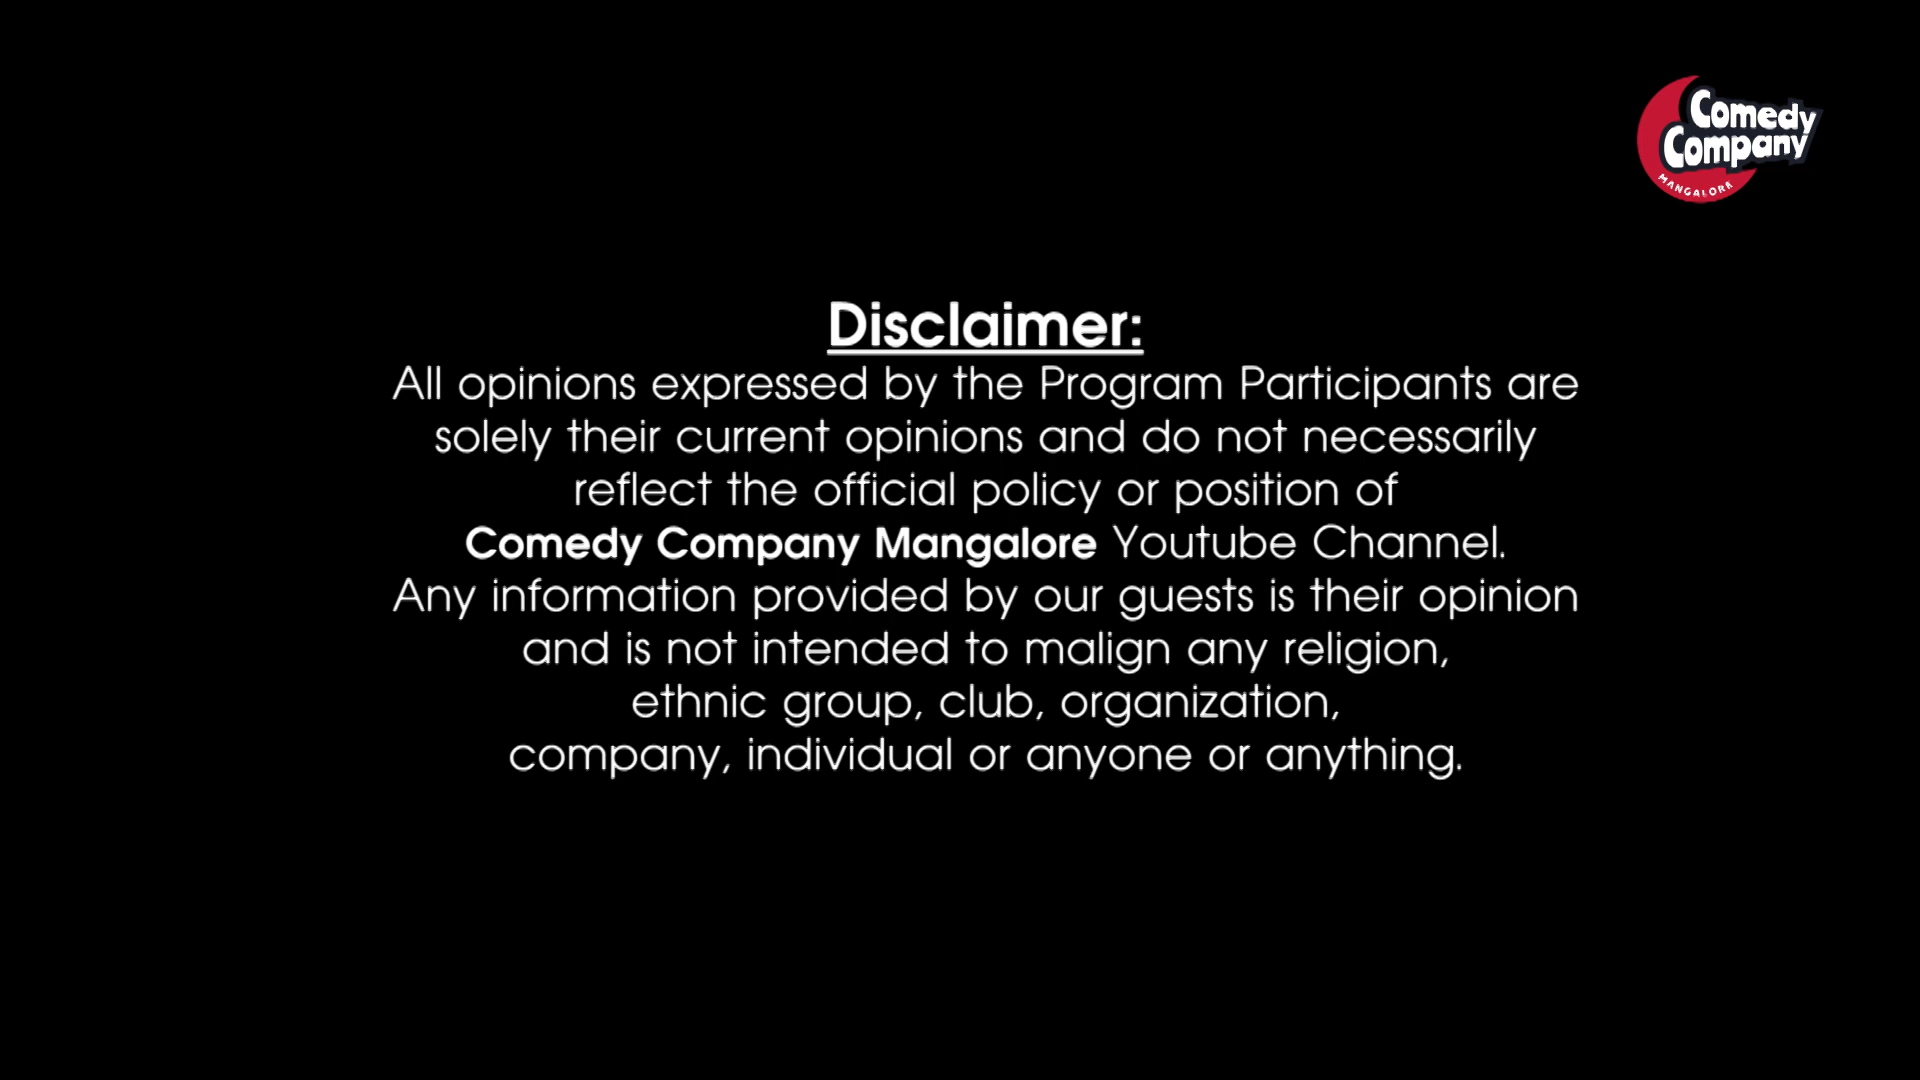 Comedy
Company
MANGALORE
Disclaimer:
All opinions expressed by the Program Participants are
solely their current opinions and do not necessarily
reflect the official policy or position of
Comedy Company Mangalore Youtube Channel.
Any information provided by our guests is their opinion
and is not intended to malign any religion,
ethnic group, club, organization,
company, individual or anyone or anything.